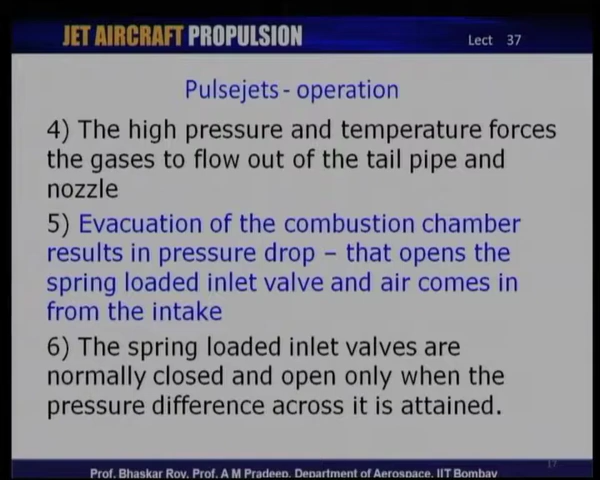 JET AIRCRAFT PROPULSION
Lect 37
Pulsejets - operation
4) The high pressure and temperature forces
the gases to flow out of the tail pipe and
nozzle
5) Evacuation of the combustion chamber
results in pressure drop – that opens the
spring loaded inlet valve and air comes in
from the intake
6) The spring loaded inlet valves are
normally closed and open only when the
pressure difference across it is attained.
17
Prof. Bhaskar Roy, Prof. A M Pradeep, Department of Aerospace, IIT Bombay